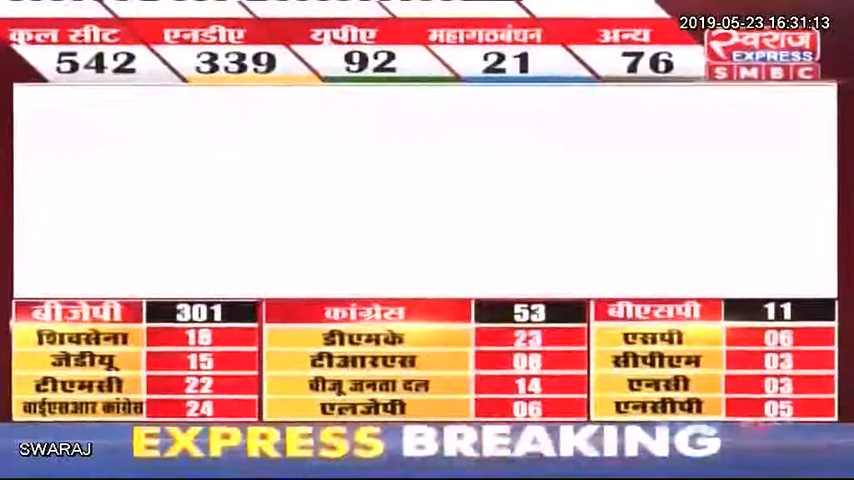 2019-05-23 16:31:13
कुल सीट एनडीए यूपीए महागठबंधन अन्य
542 339 92 21 76
स्वराज
EXPRESS
SMBC
बीजेपी 301 कांग्रेस 53 बीएसपी 11
शिवसेना 18 डीएमके 23 एसपी 06
जेडीयू 15 टीआरएस 08 सीपीएम 03
टीएमसी 22 बीजू जनता दल 14 एनसी 03
वाईएसआर कांग्रेस 24 एलजेपी 06 एनसीपी 05
SWARAJ EXPRESS BREAKING